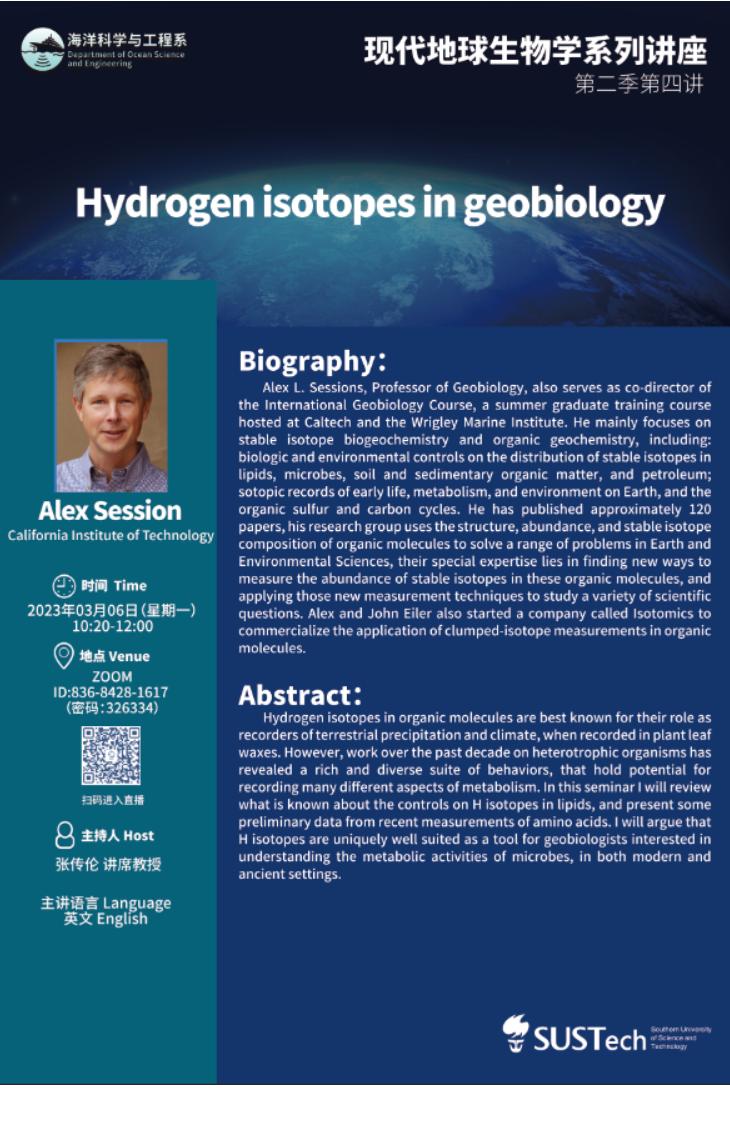 海洋科学与工程系
Department of Ocean Science
and Engineering
现代地球生物学系列讲座
第二季第四讲
Hydrogen isotopes in geobiology
Alex Session
California Institute of Technology
时间 Time
2023年03月06日(星期一)
10:20-12:00
地点 Venue
ZOOM
ID:836-8428-1617
(密码:326334)
扫码进入直播
主持人 Host
张传伦 讲席教授
主讲语言 Language
英文 English
Biography:
Alex L. Sessions, Professor of Geobiology, also serves as co-director of
the International Geobiology Course, a summer graduate training course
hosted at Caltech and the Wrigley Marine Institute. He mainly focuses on
stable isotope biogeochemistry and organic geochemistry, including:
biologic and environmental controls on the distribution of stable isotopes in
lipids, microbes, soil and sedimentary organic matter, and petroleum;
sotopic records of early life, metabolism, and environment on Earth, and the
organic sulfur and carbon cycles. He has published approximately 120
papers, his research group uses the structure, abundance, and stable isotope
composition of organic molecules to solve a range of problems in Earth and
Environmental Sciences, their special expertise lies in finding new ways to
measure the abundance of stable isotopes in these organic molecules, and
applying those new measurement techniques to study a variety of scientific
questions. Alex and John Eiler also started a company called Isotomics to
commercialize the application of clumped-isotope measurements in organic
molecules.
Abstract:
Hydrogen isotopes in organic molecules are best known for their role as
recorders of terrestrial precipitation and climate, when recorded in plant leaf
waxes. However, work over the past decade on heterotrophic organisms has
revealed a rich and diverse suite of behaviors, that hold potential for
recording many different aspects of metabolism. In this seminar I will review
what is known about the controls on H isotopes in lipids, and present some
preliminary data from recent measurements of amino acids. I will argue that
H isotopes are uniquely well suited as a tool for geobiologists interested in
understanding the metabolic activities of microbes, in both modern and
ancient settings.
SUSTech
Southern University
of Science and
Technology